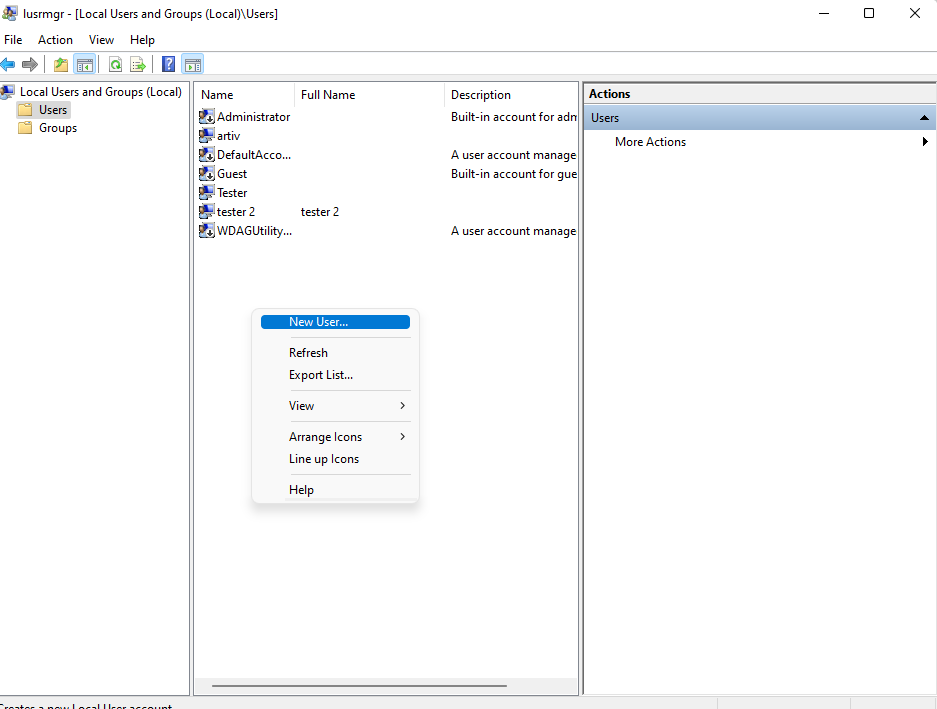 lusrmgr - [Local Users and Groups (Local)\Users]
File Action View Help
Local Users and Groups (Local)
Users
Groups
Name Full Name Description
Administrator Built-in account for adm
artiv
DefaultAcco... A user account manage
Guest Built-in account for gue
Tester
tester 2 tester 2
WDAGUtility... A user account manage
New User...
Refresh
Export List...
View
Arrange Icons
Line up Icons
Help
Actions
Users
More Actions
Creates a new Local User account.